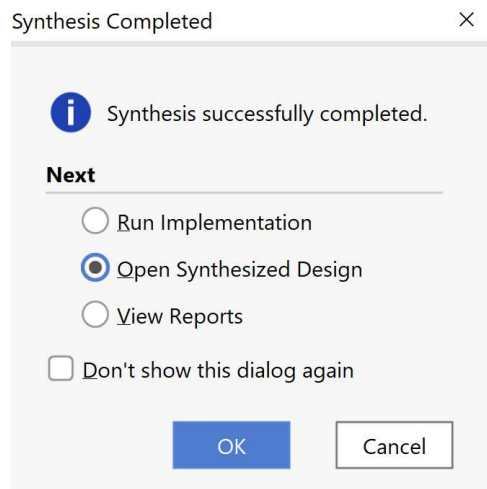 Synthesis Completed
Synthesis successfully completed.
Next
Run Implementation
Open Synthesized Design
View Reports
Don't show this dialog again
OK Cancel